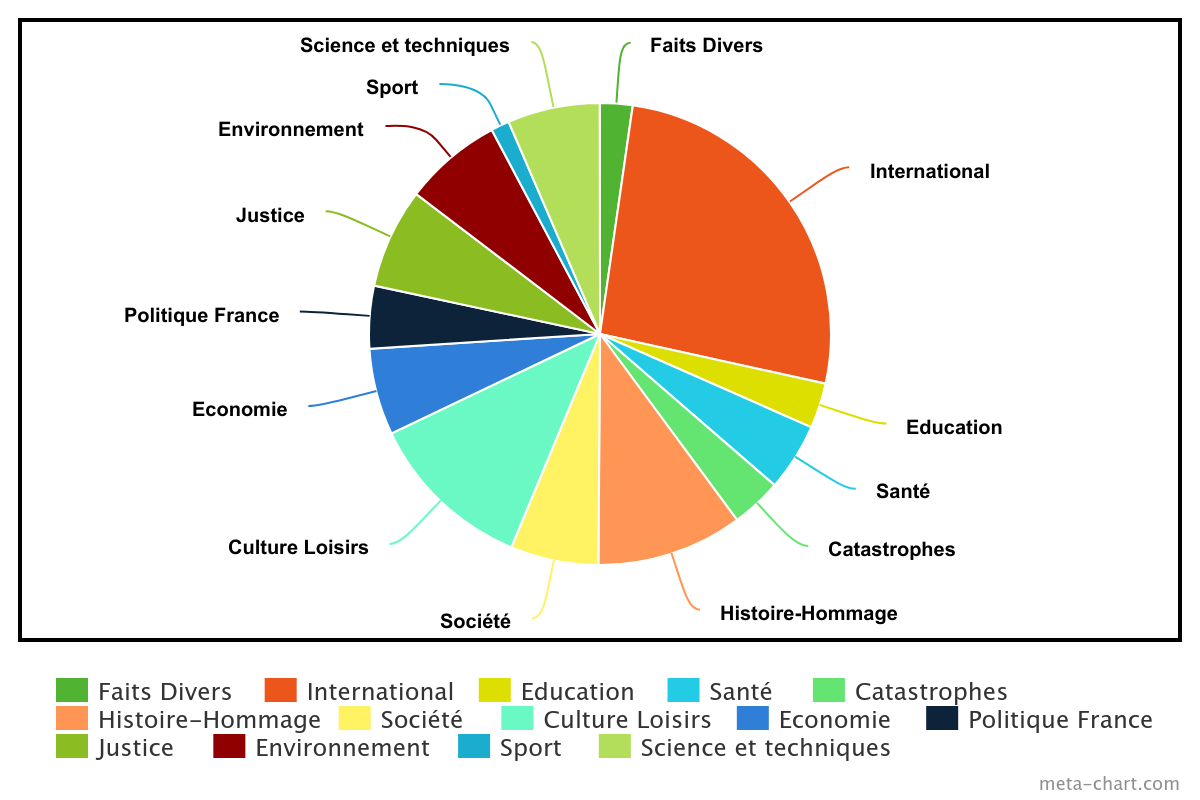 Science et techniques
Faits Divers
Sport
Environnement
International
Justice
Politique France
Economie
Education
Santé
Culture Loisirs
Catastrophes
Société
Histoire-Hommage
Faits Divers International Education Santé Catastrophes
Histoire-Hommage Société Culture Loisirs Economie Politique France
Justice Environnement Sport Science et techniques
meta-chart.com